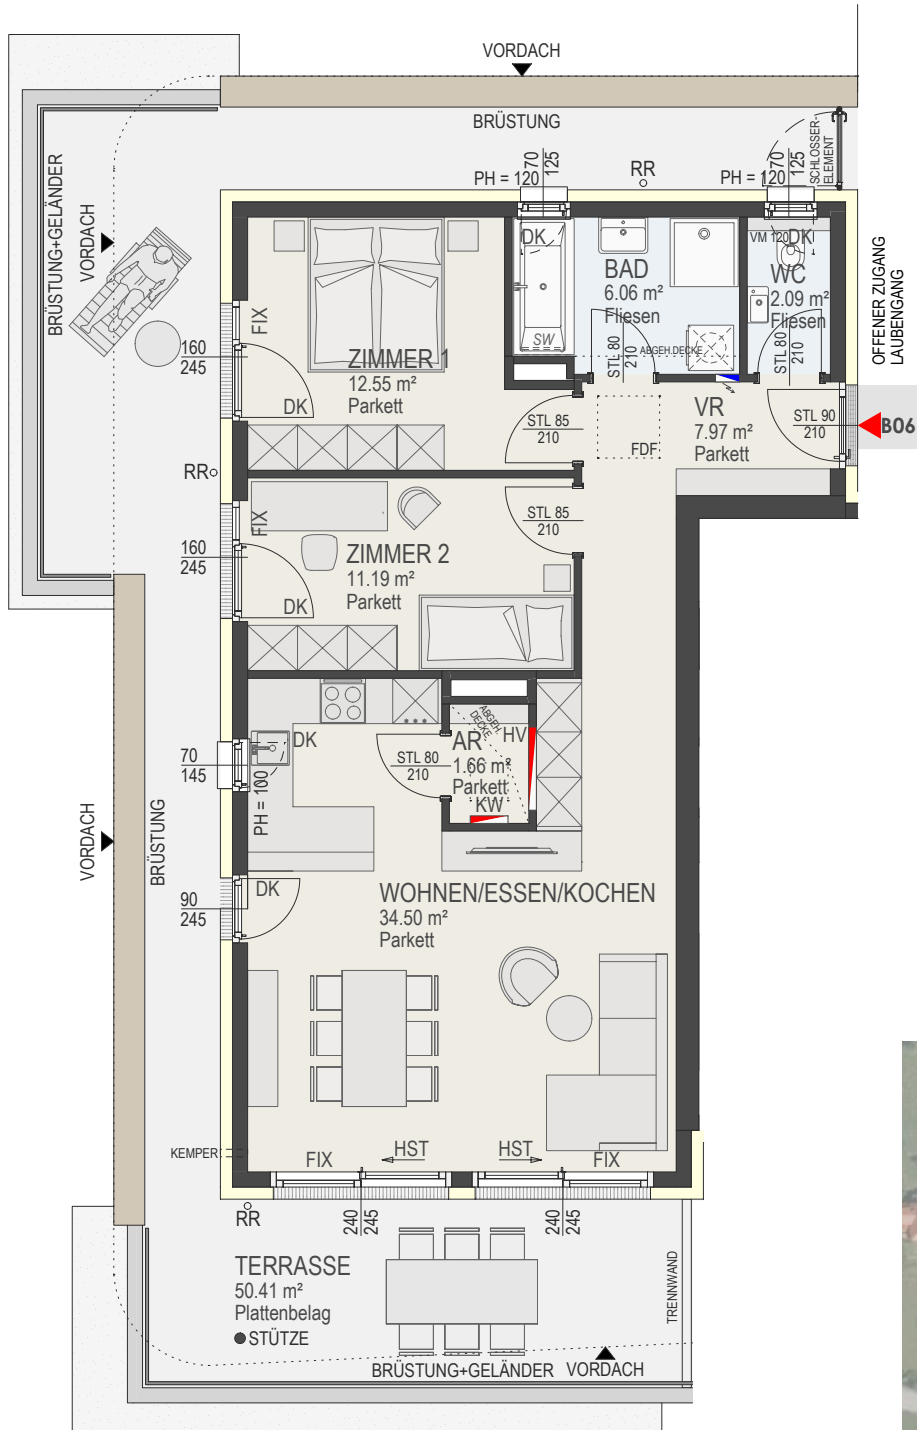 VORDACH
BRÜSTUNG
SCHLOSSER-
ELEMENT
PH = 120
70
125
RR
PH = 120
70
125
BRÜSTUNG+GELÄNDER
VORDACH
OFFENER ZUGANG
LAUBENGANG
DK
BAD
6.06 m²
Fliesen
SW
STL 80
210
ABGEH.DECKE
VM 120
DK
WC
2.09 m²
Fliesen
STL 80
210
FIX
160
245
DK
ZIMMER 1
12.55 m²
Parkett
STL 85
210
FDF
VR
7.97 m²
Parkett
STL 90
210
B06
RR
FIX
160
245
DK
ZIMMER 2
11.19 m²
Parkett
STL 85
210
DK
70
145
PH = 100
STL 80
210
ABGEH.
DECKE
AR
1.66 m²
Parkett
HV
KW
VORDACH
BRÜSTUNG
90
245
DK
WOHNEN/ESSEN/KOCHEN
34.50 m²
Parkett
KEMPER
FIX
HST
HST
FIX
RR
240
245
240
245
TERRASSE
50.41 m²
Plattenbelag
STÜTZE
TRENNWAND
BRÜSTUNG+GELÄNDER
VORDACH